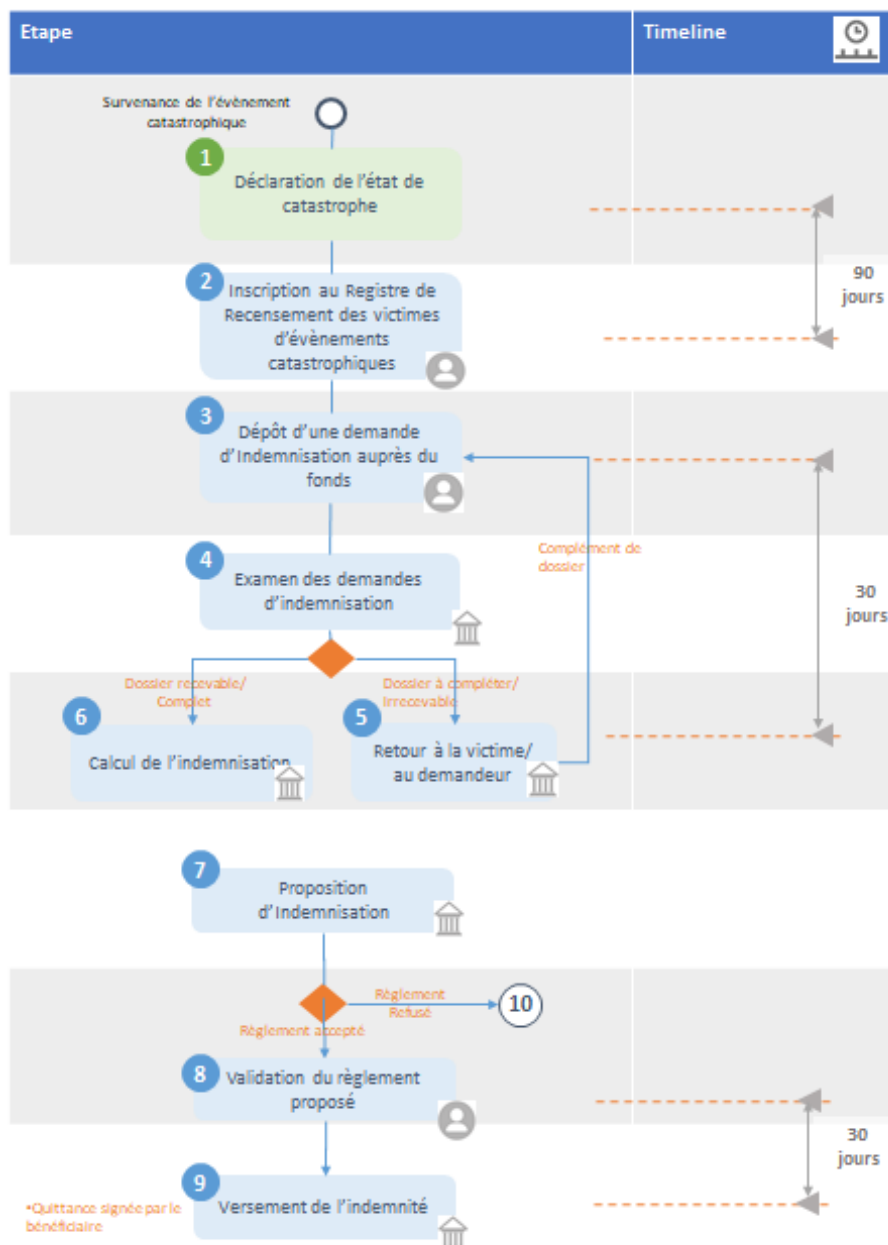 Etape
Timeline
Survenance de l'évènement
catastrophique
1
Déclaration de l'état de
catastrophe
90
jours
2
Inscription au Registre de
Recensement des victimes
d'évènements
catastrophiques
3
Dépôt d'une demande
d'Indemnisation auprès du
fonds
Complément de
dossier
4
Examen des demandes
d'indemnisation
30
jours
Dossier recevable/
Complet
Dossier à compléter/
Irrecevable
6
Calcul de l'indemnisation
5
Retour à la victime/
au demandeur
7
Proposition
d'Indemnisation
Règlement
Refusé
10
Règlement accepté
8
Validation du règlement
proposé
30
jours
9
Versement de l'indemnité
•Quittance signée par le
bénéficiaire